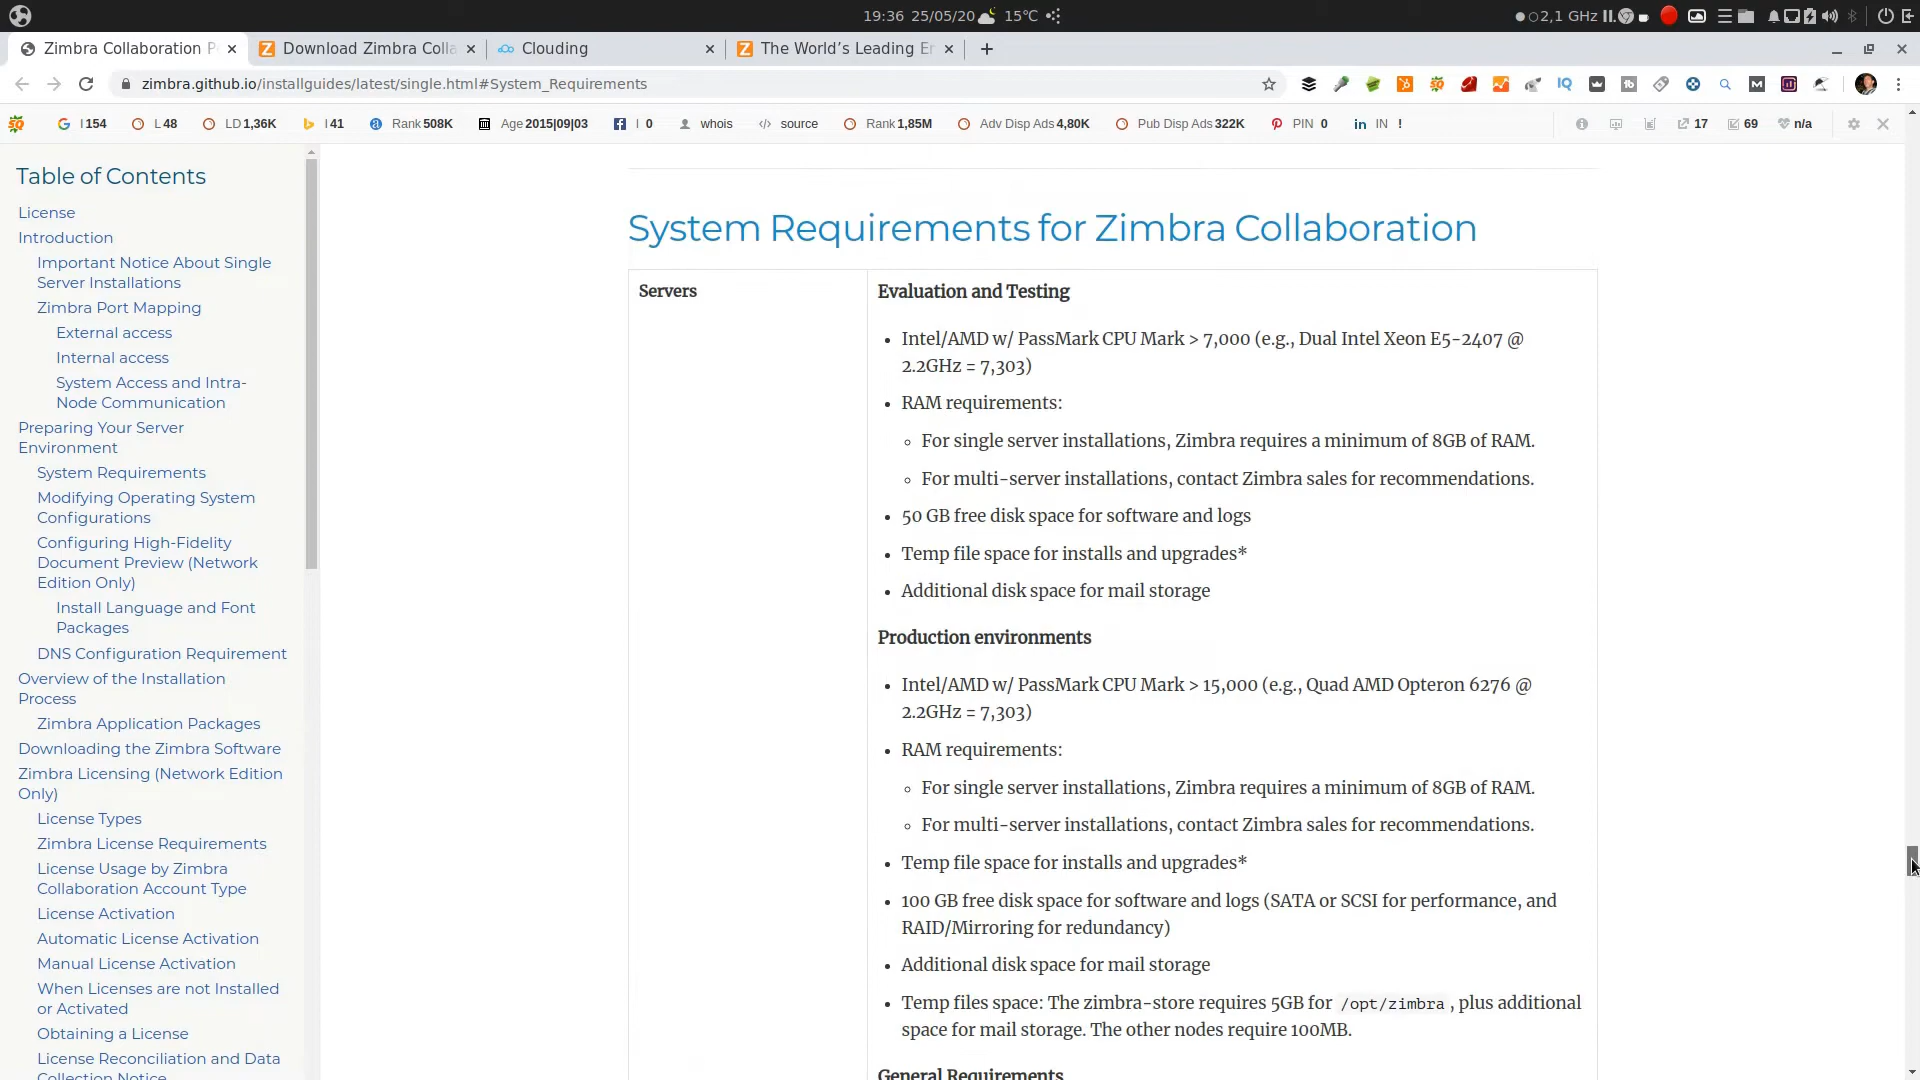 19:36 25/05/20 15°C 2,1 GHz
Zimbra Collaboration P Download Zimbra Colla Clouding The World's Leading En
zimbra.github.io/installguides/latest/single.html#System_Requirements
I 154 L 48 LD 1,36K I 41 Rank 508K Age 2015|09|03 I 0 whois source Rank 1,85M Adv Disp Ads 4,80K Pub Disp Ads 322K PIN 0 IN ! 17 69 n/a
Table of Contents
License
Introduction
Important Notice About Single
Server Installations
Zimbra Port Mapping
External access
Internal access
System Access and Intra-
Node Communication
Preparing Your Server
Environment
System Requirements
Modifying Operating System
Configurations
Configuring High-Fidelity
Document Preview (Network
Edition Only)
Install Language and Font
Packages
DNS Configuration Requirement
Overview of the Installation
Process
Zimbra Application Packages
Downloading the Zimbra Software
Zimbra Licensing (Network Edition
Only)
License Types
Zimbra License Requirements
License Usage by Zimbra
Collaboration Account Type
License Activation
Automatic License Activation
Manual License Activation
When Licenses are not Installed
or Activated
Obtaining a License
License Reconciliation and Data
Collection Notice
System Requirements for Zimbra Collaboration
Servers
Evaluation and Testing
• Intel/AMD w/ PassMark CPU Mark > 7,000 (e.g., Dual Intel Xeon E5-2407 @
2.2GHz = 7,303)
• RAM requirements:
◦ For single server installations, Zimbra requires a minimum of 8GB of RAM.
◦ For multi-server installations, contact Zimbra sales for recommendations.
• 50 GB free disk space for software and logs
• Temp file space for installs and upgrades*
• Additional disk space for mail storage
Production environments
• Intel/AMD w/ PassMark CPU Mark > 15,000 (e.g., Quad AMD Opteron 6276 @
2.2GHz = 7,303)
• RAM requirements:
◦ For single server installations, Zimbra requires a minimum of 8GB of RAM.
◦ For multi-server installations, contact Zimbra sales for recommendations.
• Temp file space for installs and upgrades*
• 100 GB free disk space for software and logs (SATA or SCSI for performance, and
RAID/Mirroring for redundancy)
• Additional disk space for mail storage
• Temp files space: The zimbra-store requires 5GB for /opt/zimbra, plus additional
space for mail storage. The other nodes require 100MB.
General Requirements